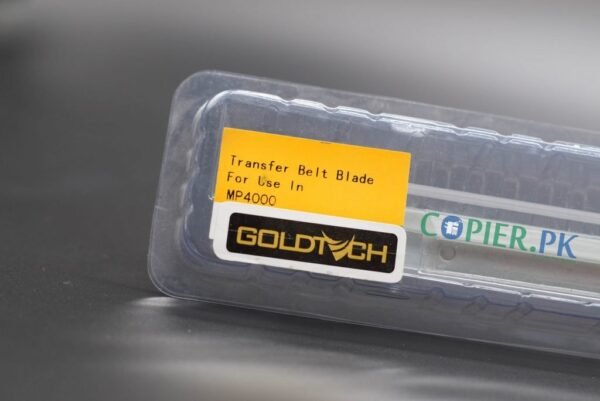 Transfer Belt Blade
For Use In
MP4000
GOLDTECH
COPIER.PK